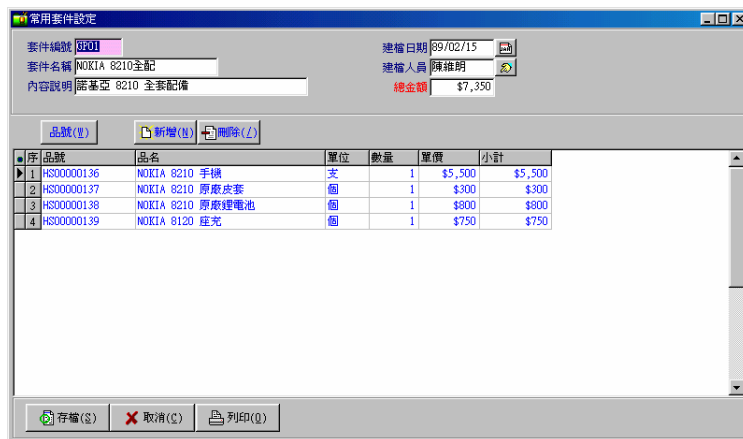 常用套件設定
套件編號 GP01 建檔日期 89/02/15
套件名稱 NOKIA 8210全配 建檔人員 陳維明
內容說明 諾基亞 8210 全套配備 總金額 $7,350
品號(W) 新增(N) 刪除(/)
序 品號 品名 單位 數量 單價 小計
1 HS00000136 NOKIA 8210 手機 支 1 $5,500 $5,500
2 HS00000137 NOKIA 8210 原廠皮套 個 1 $300 $300
3 HS00000138 NOKIA 8210 原廠鋰電池 個 1 $800 $800
4 HS00000139 NOKIA 8120 座充 個 1 $750 $750
存檔(S) 取消(C) 列印(Q)